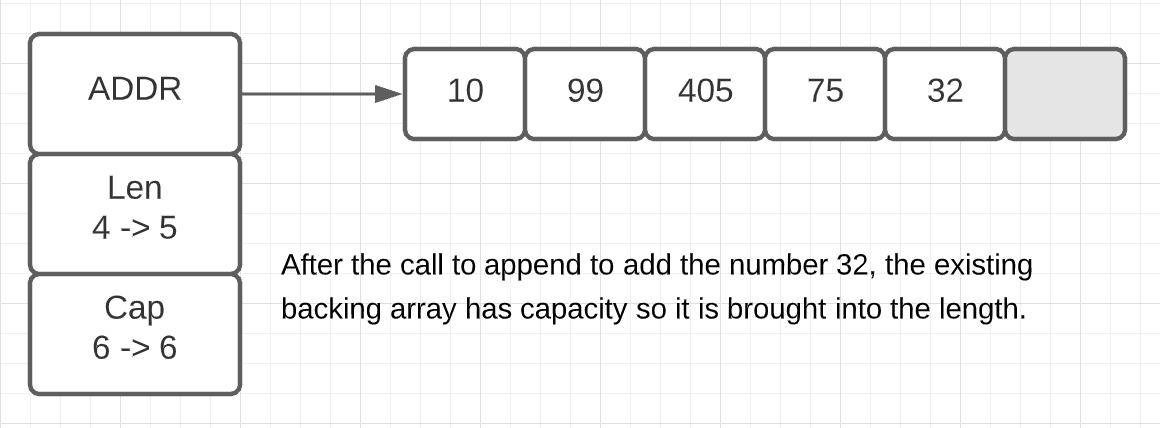 ADDR
10 99 405 75 32
Len
4 -> 5
Cap
6 -> 6
After the call to append to add the number 32, the existing
backing array has capacity so it is brought into the length.